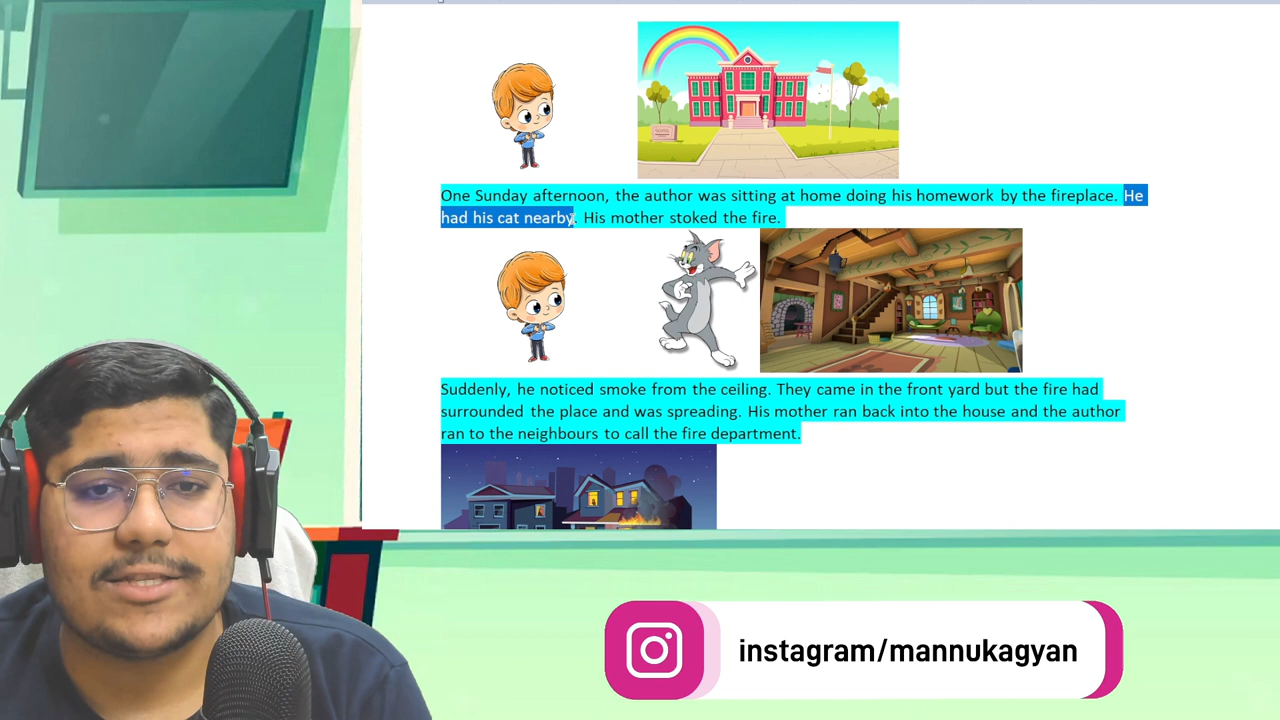 One Sunday afternoon, the author was sitting at home doing his homework by the fireplace. He
had his cat nearby. His mother stoked the fire.
Suddenly, he noticed smoke from the ceiling. They came in the front yard but the fire had
surrounded the place and was spreading. His mother ran back into the house and the author
ran to the neighbours to call the fire department.
instagram/mannukagyan